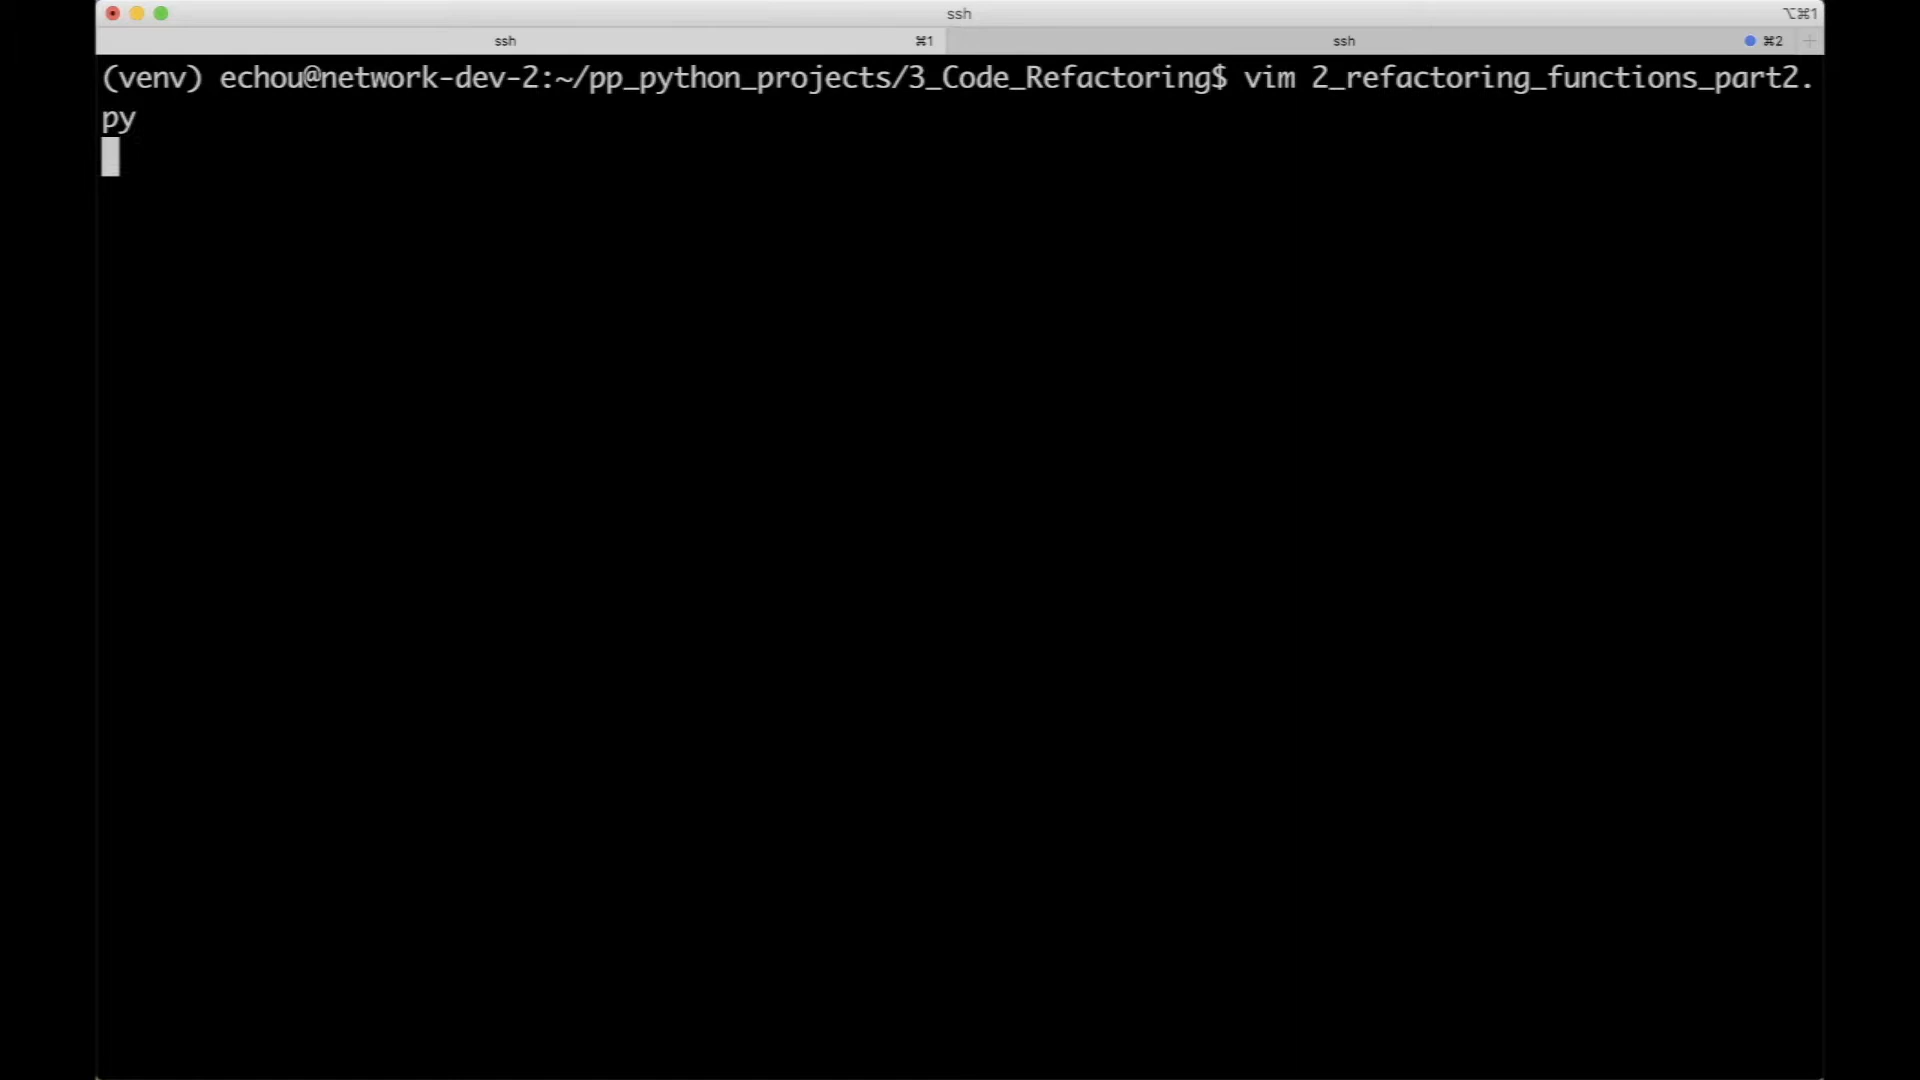 ssh ⌥⌘1
ssh ⌘1 ssh ⌘2 +
(venv) echou@network-dev-2:~/pp_python_projects/3_Code_Refactoring$ vim 2_refactoring_functions_part2.
py